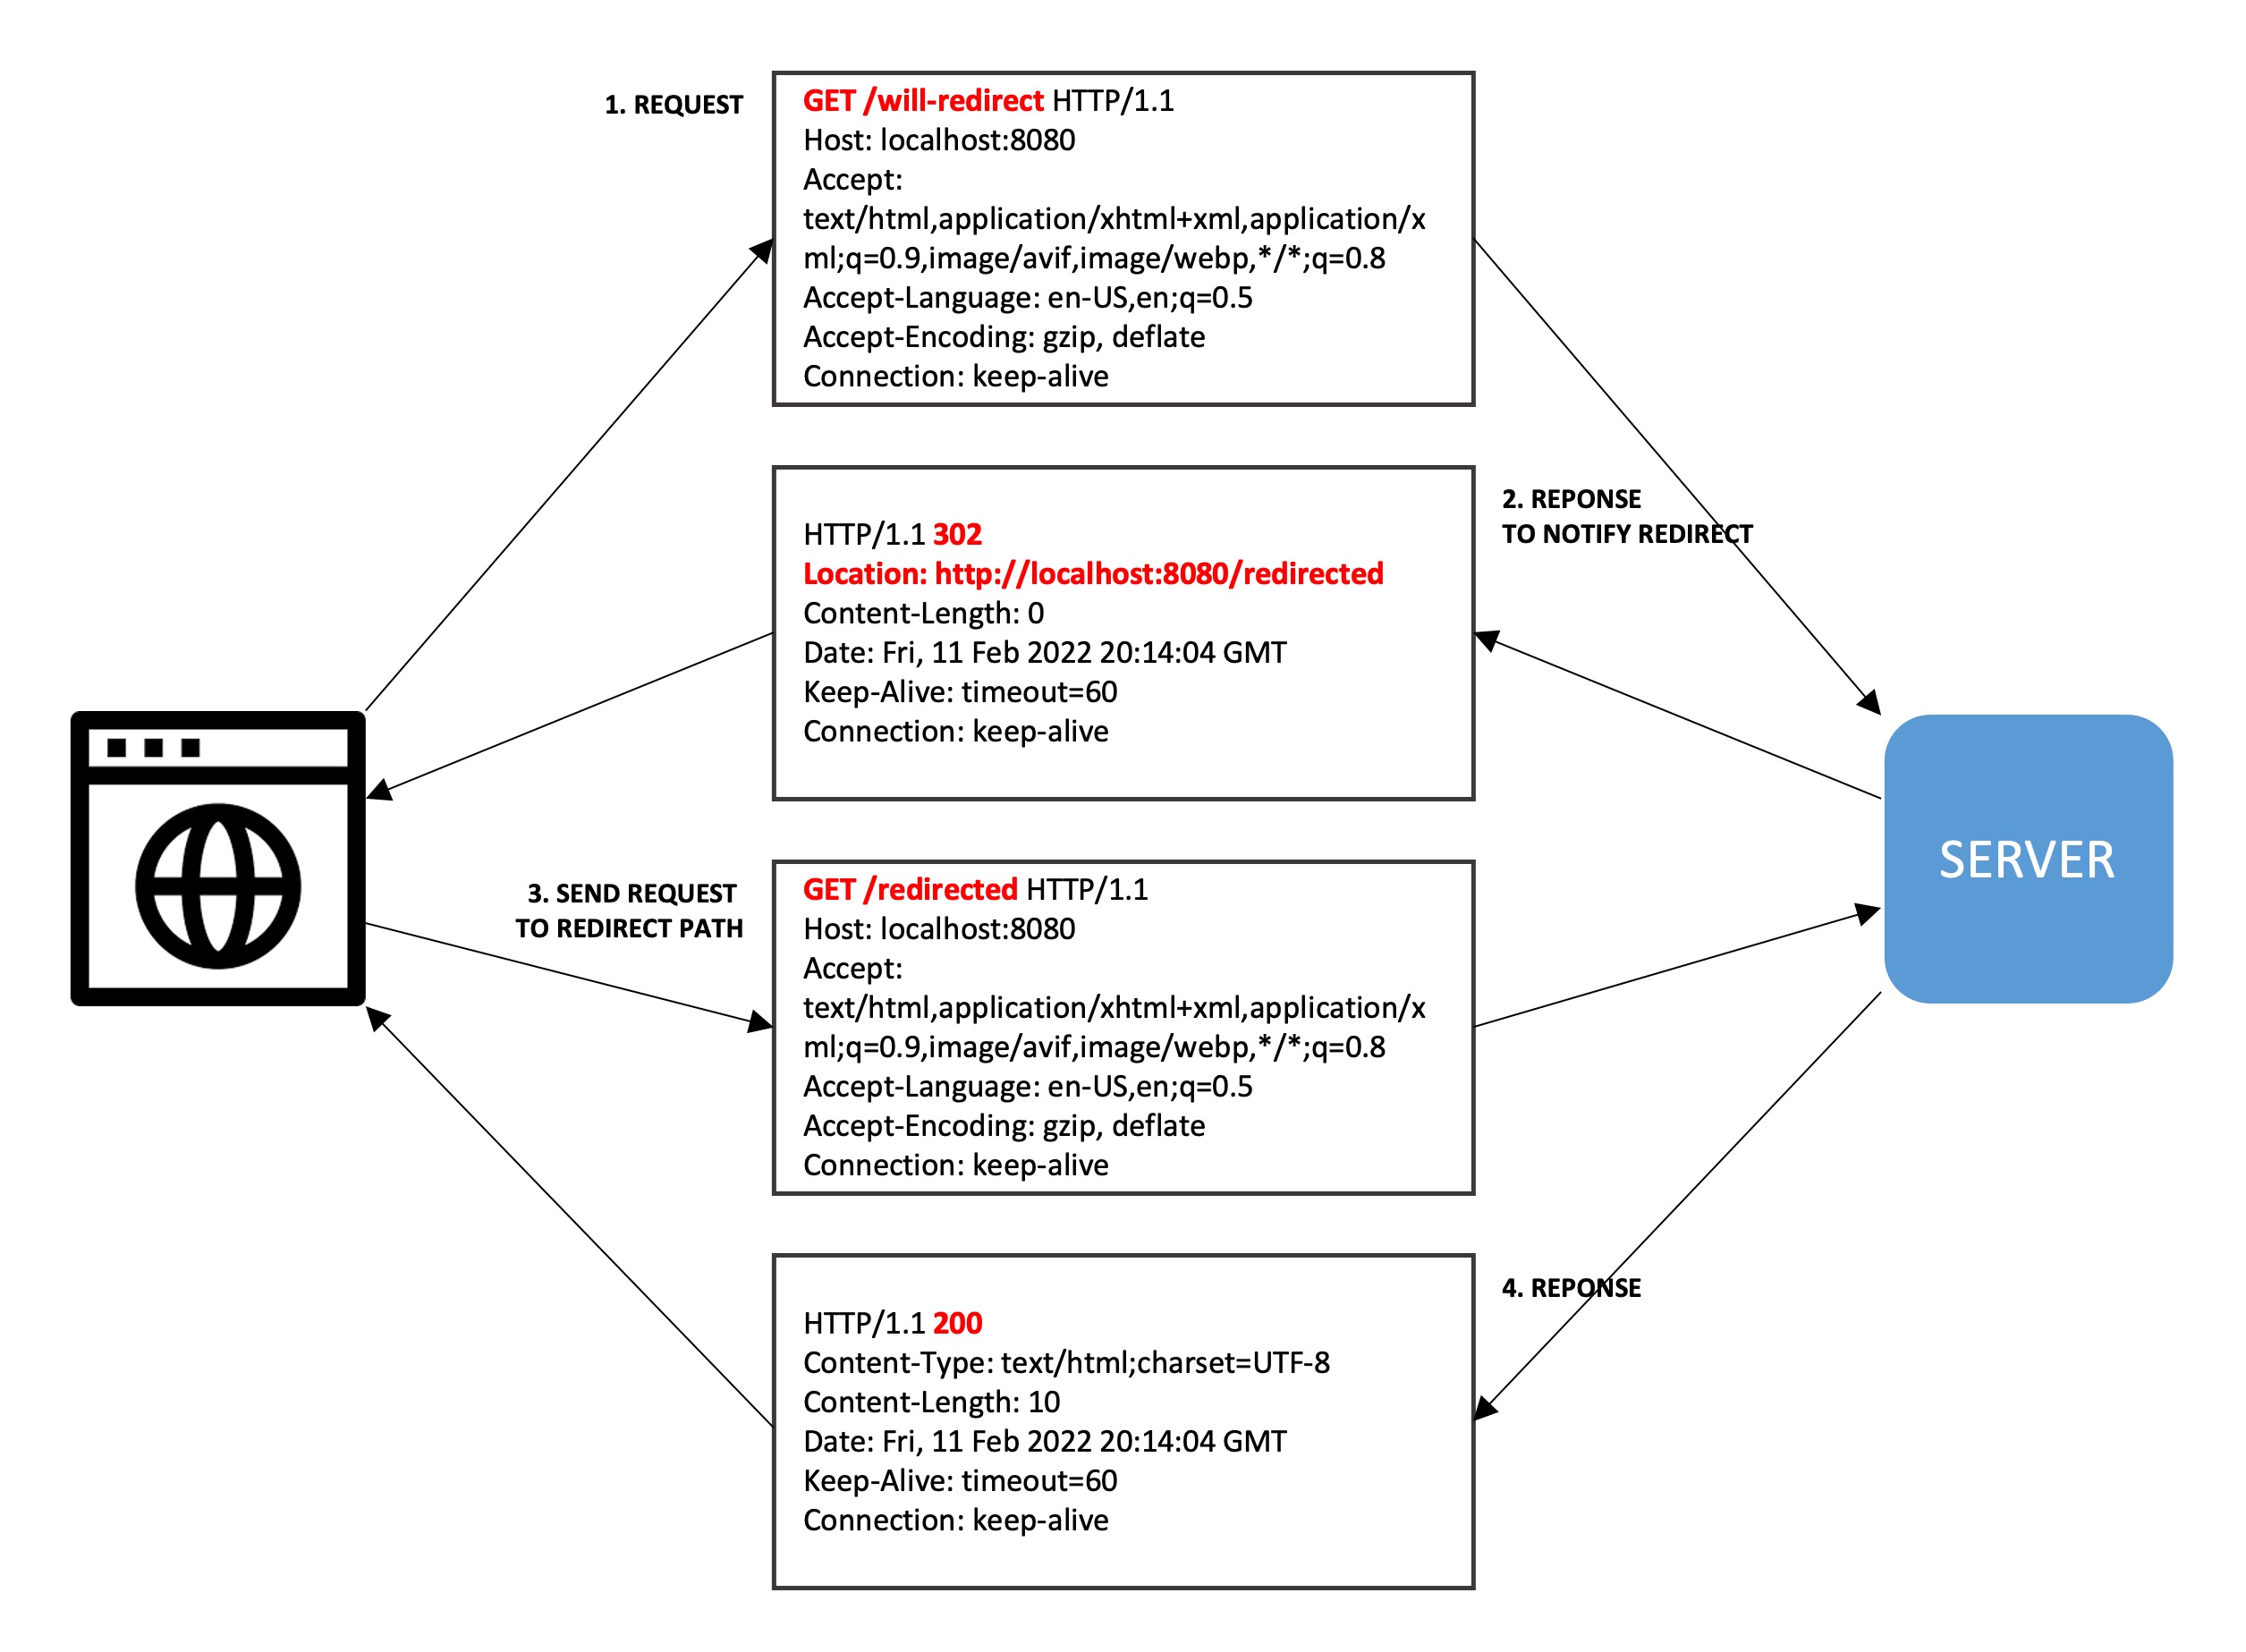 1. REQUEST
GET /will-redirect HTTP/1.1
Host: localhost:8080
Accept:
text/html,application/xhtml+xml,application/x
ml;q=0.9,image/avif,image/webp,*/*;q=0.8
Accept-Language: en-US,en;q=0.5
Accept-Encoding: gzip, deflate
Connection: keep-alive
2. REPONSE
TO NOTIFY REDIRECT
HTTP/1.1 302
Location: http://localhost:8080/redirected
Content-Length: 0
Date: Fri, 11 Feb 2022 20:14:04 GMT
Keep-Alive: timeout=60
Connection: keep-alive
SERVER
3. SEND REQUEST
TO REDIRECT PATH
GET /redirected HTTP/1.1
Host: localhost:8080
Accept:
text/html,application/xhtml+xml,application/x
ml;q=0.9,image/avif,image/webp,*/*;q=0.8
Accept-Language: en-US,en;q=0.5
Accept-Encoding: gzip, deflate
Connection: keep-alive
4. REPONSE
HTTP/1.1 200
Content-Type: text/html;charset=UTF-8
Content-Length: 10
Date: Fri, 11 Feb 2022 20:14:04 GMT
Keep-Alive: timeout=60
Connection: keep-alive